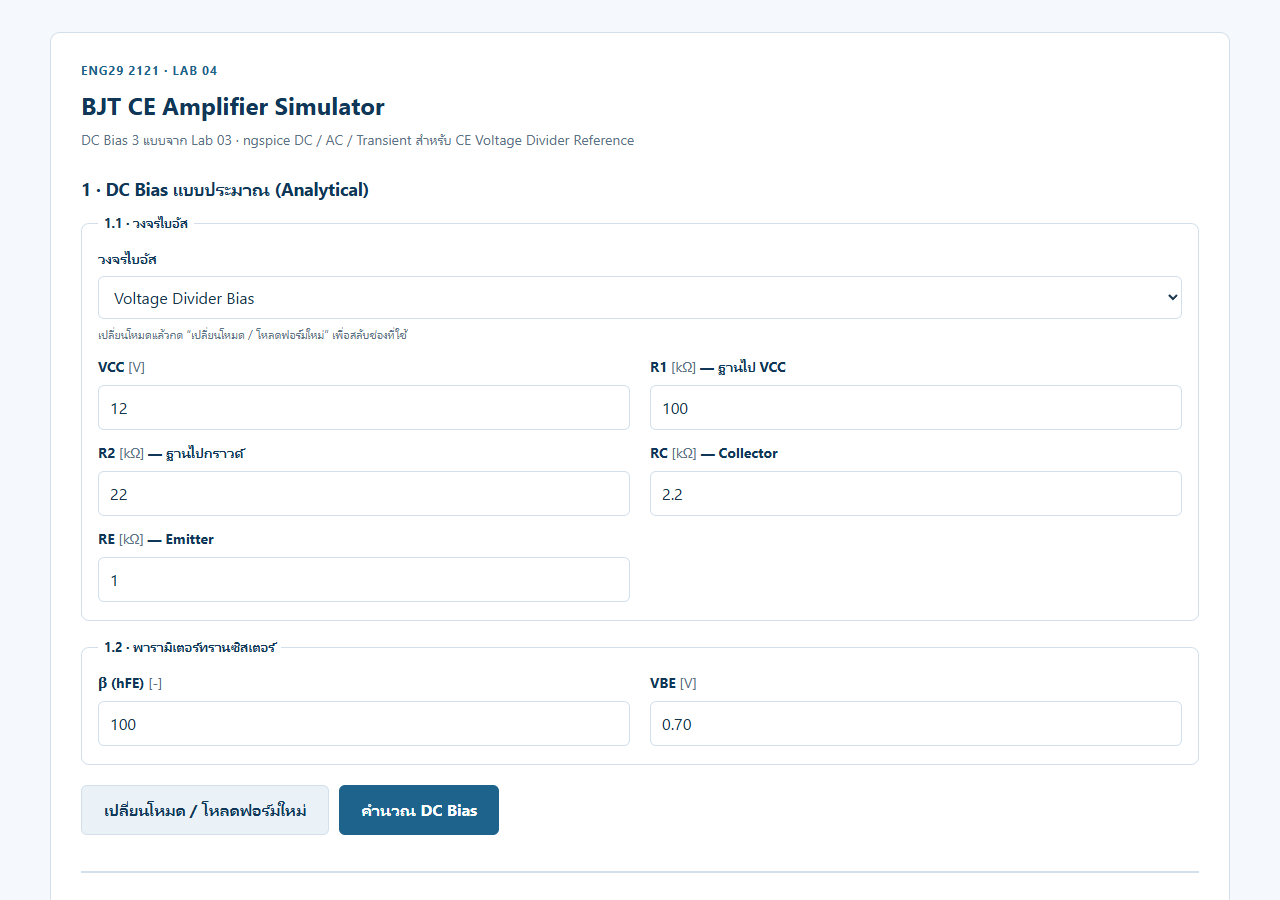 ENG29 2121 · LAB 04
BJT CE Amplifier Simulator
DC Bias 3 แบบจาก Lab 03 · ngspice DC / AC / Transient สำหรับ CE Voltage Divider Reference
1 · DC Bias แบบประมาณ (Analytical)
1.1 · วงจรไบอัส
วงจรไบอัส
Voltage Divider Bias
เปลี่ยนโหมดแล้วกด “เปลี่ยนโหมด / โหลดฟอร์มใหม่” เพื่อสลับช่องที่ใช้
VCC [V]
12
R1 [kΩ] — ฐานไป VCC
100
R2 [kΩ] — ฐานไปกราวด์
22
RC [kΩ] — Collector
2.2
RE [kΩ] — Emitter
1
1.2 · พารามิเตอร์ทรานซิสเตอร์
β (hFE) [-]
100
VBE [V]
0.70
เปลี่ยนโหมด / โหลดฟอร์มใหม่
คำนวณ DC Bias